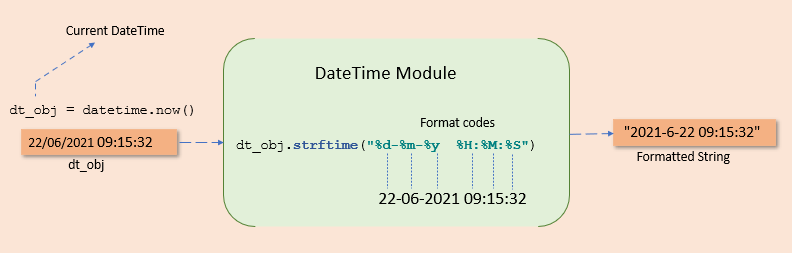 Current DateTime
dt_obj = datetime.now()
22/06/2021 09:15:32
dt_obj
DateTime Module
Format codes
dt_obj.strftime("%d-%m-%y  %H:%M:%S")
22-06-2021 09:15:32
"2021-6-22 09:15:32"
Formatted String